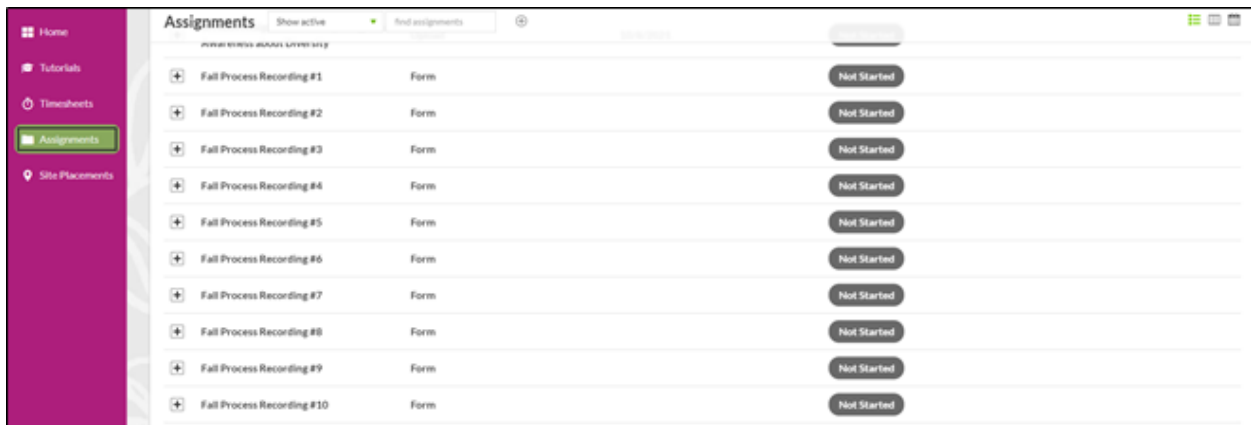 Home
Tutorials
Timesheets
Assignments
Site Placements
Assignments Show active find assignments
Awareness about Diversity
Fall Process Recording #1 Form Not Started
Fall Process Recording #2 Form Not Started
Fall Process Recording #3 Form Not Started
Fall Process Recording #4 Form Not Started
Fall Process Recording #5 Form Not Started
Fall Process Recording #6 Form Not Started
Fall Process Recording #7 Form Not Started
Fall Process Recording #8 Form Not Started
Fall Process Recording #9 Form Not Started
Fall Process Recording #10 Form Not Started